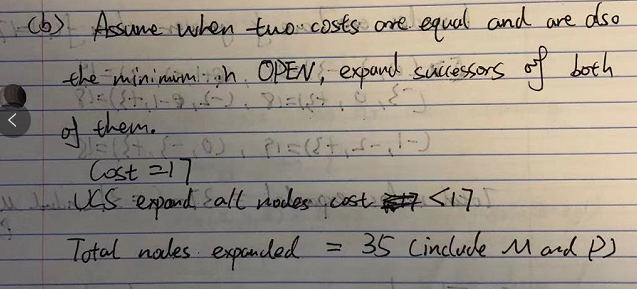 (b) Assume when two costs are equal and are also
the minimum in OPEN, expand successors of both
of them.
Cost = 17
UCS expand all nodes cost < 17
Total nodes expanded = 35 (include M and P)